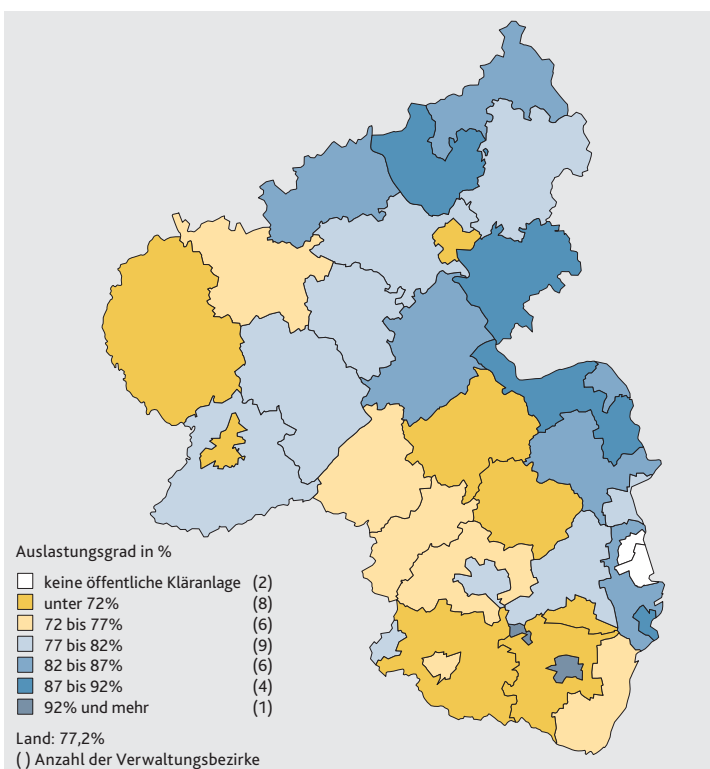 Auslastungsgrad in %
keine öffentliche Kläranlage (2)
unter 72% (8)
72 bis 77% (6)
77 bis 82% (9)
82 bis 87% (6)
87 bis 92% (4)
92% und mehr (1)
Land: 77,2%
( ) Anzahl der Verwaltungsbezirke